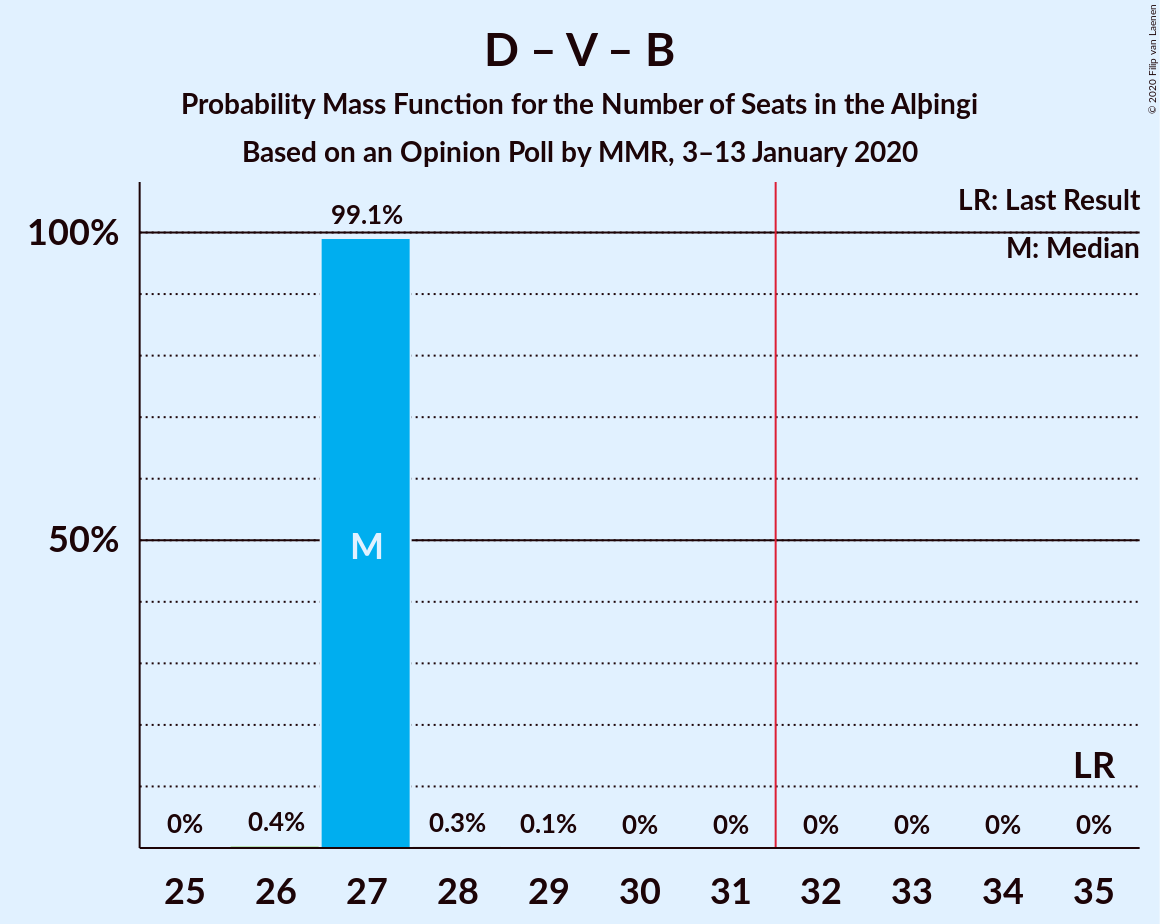 D – V – B
Probability Mass Function for the Number of Seats in the Alþingi
Based on an Opinion Poll by MMR, 3–13 January 2020
© 2020 Filip van Laenen
LR: Last Result
M: Median
100%
50%
99.1%
M
LR
0% 0.4% 0.3% 0.1% 0% 0% 0% 0% 0% 0%
25 26 27 28 29 30 31 32 33 34 35